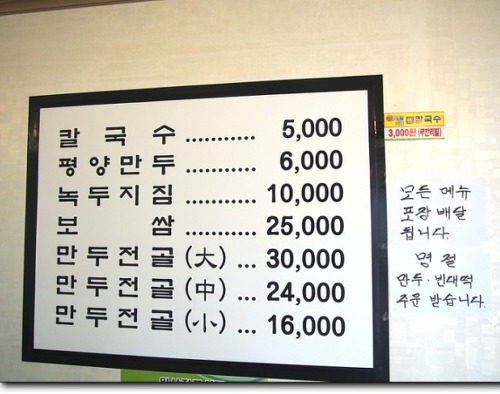 칼국수 ........... 5,000
평양만두 ........... 6,000
녹두지짐 ........... 10,000
보쌈 ........... 25,000
만두전골(大) ... 30,000
만두전골(中) ... 24,000
만두전골(小) ... 16,000
칼국수
3,000원
모든 메뉴
포장 배달
됩니다.
명절
만두·빈대떡
주문 받습니다.